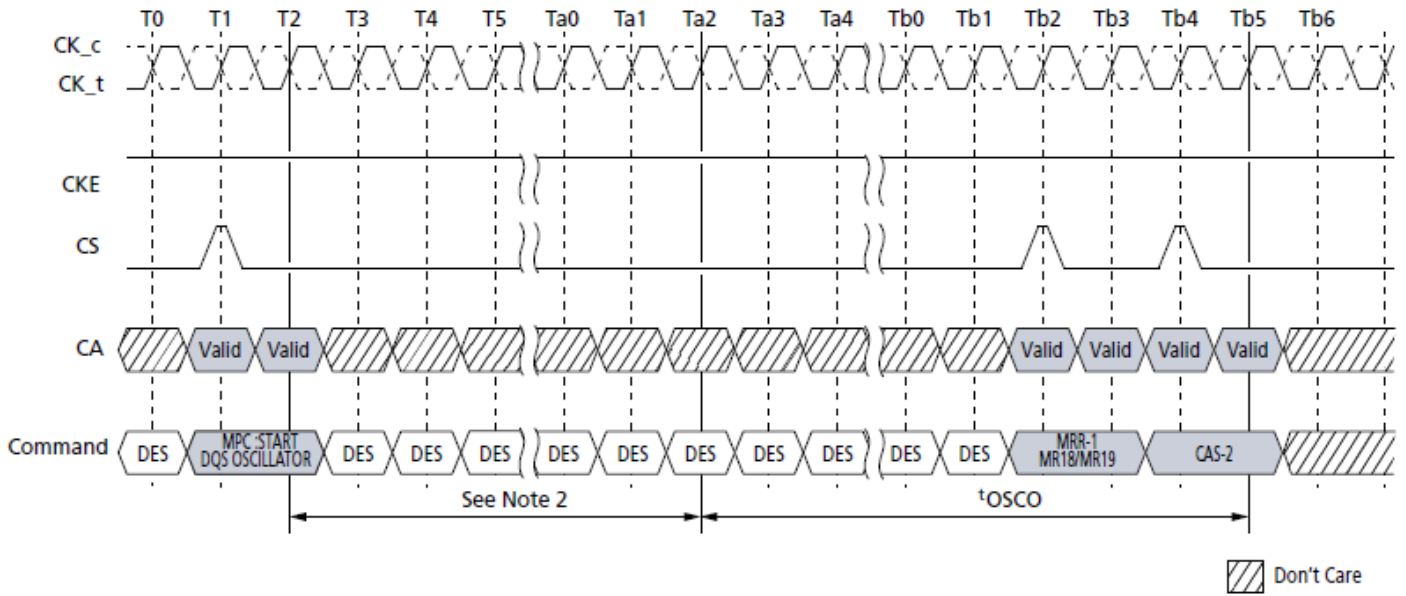 T0 T1 T2 T3 T4 T5 Ta0 Ta1 Ta2 Ta3 Ta4 Tb0 Tb1 Tb2 Tb3 Tb4 Tb5 Tb6
CK_c
CK_t
CKE
CS
CA Valid Valid Valid Valid Valid Valid
Command DES MPC :START DES DES DES DES DES DES DES DES DES DES MRR-1 CAS-2
DQS OSCILLATOR MR18/MR19
See Note 2 tOSCO
Don't Care